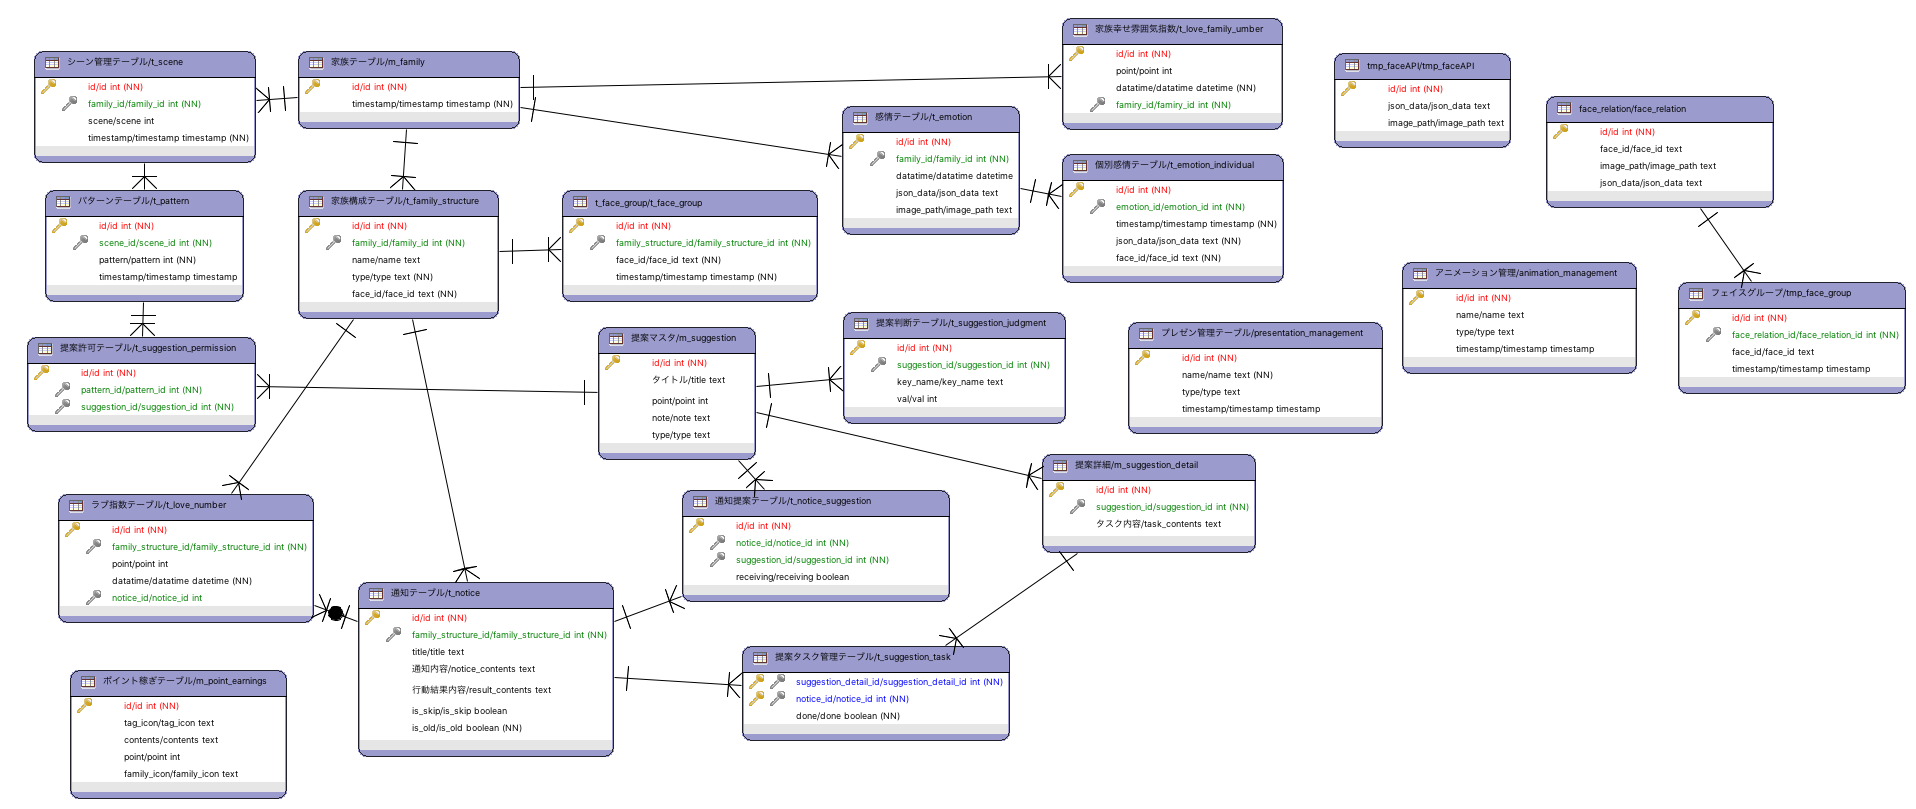 シーン管理テーブル/t_scene
id/id int (NN)
family_id/family_id int (NN)
scene/scene int
timestamp/timestamp timestamp (NN)
家族テーブル/m_family
id/id int (NN)
timestamp/timestamp timestamp (NN)
家族幸せ雰囲気指数/t_love_family_umber
id/id int (NN)
point/point int
datatime/datatime datetime (NN)
famiry_id/famiry_id int (NN)
tmp_faceAPI/tmp_faceAPI
id/id int (NN)
json_data/json_data text
image_path/image_path text
face_relation/face_relation
id/id int (NN)
face_id/face_id text
image_path/image_path text
json_data/json_data text
感情テーブル/t_emotion
id/id int (NN)
family_id/family_id int (NN)
datatime/datatime datetime
json_data/json_data text
image_path/image_path text
個別感情テーブル/t_emotion_individual
id/id int (NN)
emotion_id/emotion_id int (NN)
timestamp/timestamp timestamp (NN)
json_data/json_data text (NN)
face_id/face_id text (NN)
パターンテーブル/t_pattern
id/id int (NN)
scene_id/scene_id int (NN)
pattern/pattern int (NN)
timestamp/timestamp timestamp
家族構成テーブル/t_family_structure
id/id int (NN)
family_id/family_id int (NN)
name/name text
type/type text (NN)
face_id/face_id text (NN)
t_face_group/t_face_group
id/id int (NN)
family_structure_id/family_structure_id int (NN)
face_id/face_id text (NN)
timestamp/timestamp timestamp (NN)
アニメーション管理/animation_management
id/id int (NN)
name/name text
type/type text
timestamp/timestamp timestamp
フェイスグループ/tmp_face_group
id/id int (NN)
face_relation_id/face_relation_id int (NN)
face_id/face_id text
timestamp/timestamp timestamp
提案許可テーブル/t_suggestion_permission
id/id int (NN)
pattern_id/pattern_id int (NN)
suggestion_id/suggestion_id int (NN)
提案マスタ/m_suggestion
id/id int (NN)
タイトル/title text
point/point int
note/note text
type/type text
提案判断テーブル/t_suggestion_judgment
id/id int (NN)
suggestion_id/suggestion_id int (NN)
key_name/key_name text
val/val int
プレゼン管理テーブル/presentation_management
id/id int (NN)
name/name text (NN)
type/type text
timestamp/timestamp timestamp
提案詳細/m_suggestion_detail
id/id int (NN)
suggestion_id/suggestion_id int (NN)
タスク内容/task_contents text
ラブ指数テーブル/t_love_number
id/id int (NN)
family_structure_id/family_structure_id int (NN)
point/point int
datatime/datatime datetime (NN)
notice_id/notice_id int
通知提案テーブル/t_notice_suggestion
id/id int (NN)
notice_id/notice_id int (NN)
suggestion_id/suggestion_id int (NN)
receiving/receiving boolean
通知テーブル/t_notice
id/id int (NN)
family_structure_id/family_structure_id int (NN)
title/title text
通知内容/notice_contents text
行動結果内容/result_contents text
is_skip/is_skip boolean
is_old/is_old boolean (NN)
提案タスク管理テーブル/t_suggestion_task
suggestion_detail_id/suggestion_detail_id int (NN)
notice_id/notice_id int (NN)
done/done boolean (NN)
ポイント稼ぎテーブル/m_point_earnings
id/id int (NN)
tag_icon/tag_icon text
contents/contents text
point/point int
family_icon/family_icon text